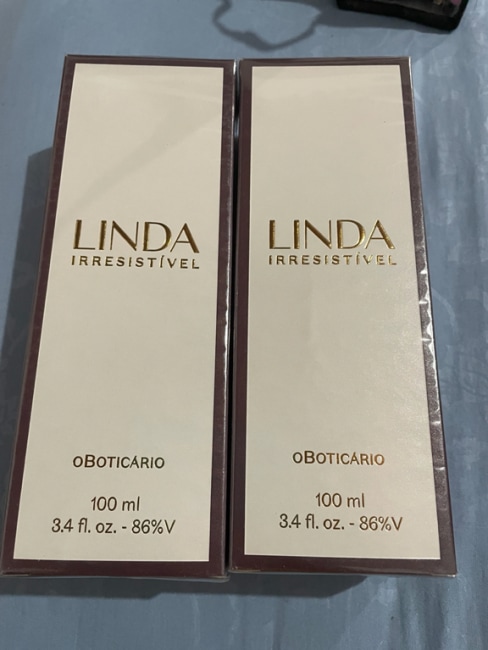 LINDA
IRRESISTÍVEL
oBOTICÁRIO
100 ml
3.4 fl. oz. - 86%V
LINDA
IRRESISTÍVEL
oBOTICÁRIO
100 ml
3.4 fl. oz. - 86%V